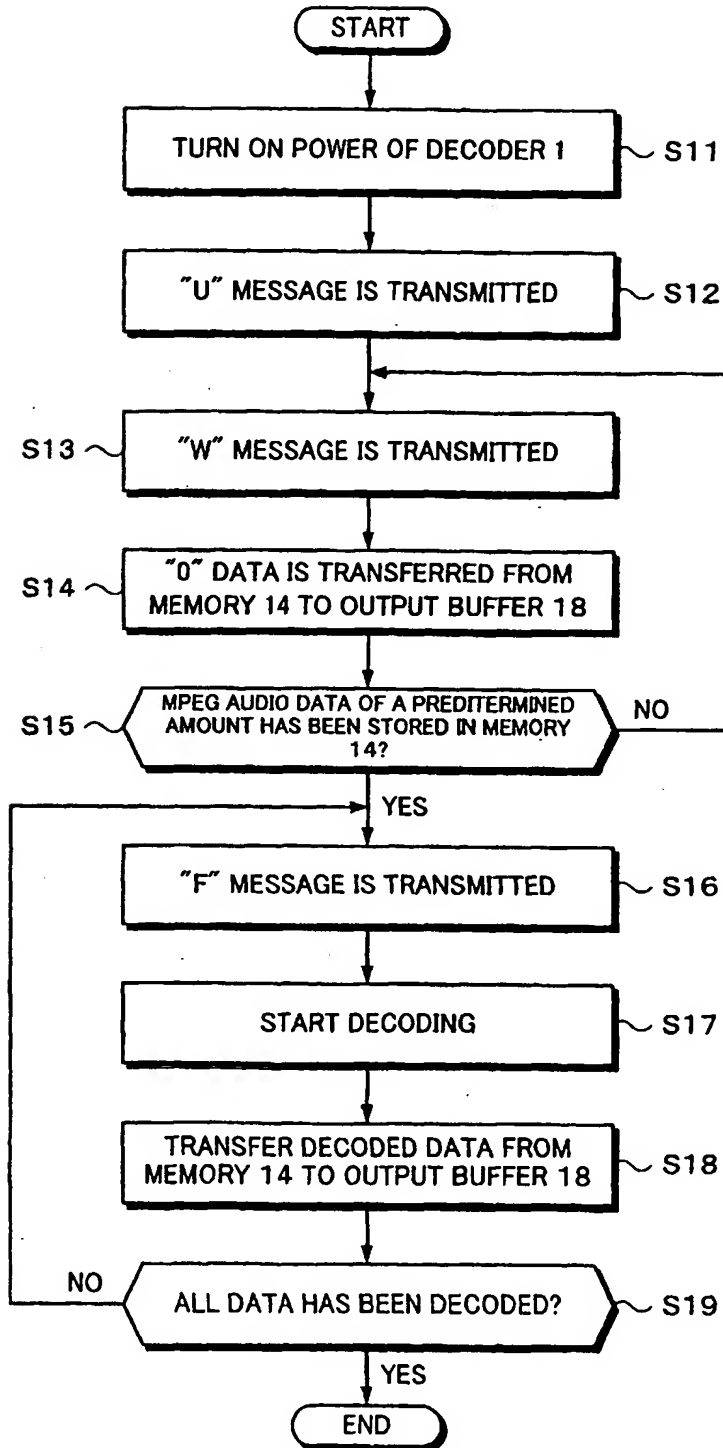 START
TURN ON POWER OF DECODER 1
S11
"U" MESSAGE IS TRANSMITTED
S12
S13
"W" MESSAGE IS TRANSMITTED
S14
"0" DATA IS TRANSFERRED FROM
MEMORY 14 TO OUTPUT BUFFER 18
S15
MPEG AUDIO DATA OF A PREDITERMINED
AMOUNT HAS BEEN STORED IN MEMORY
14?
NO
YES
"F" MESSAGE IS TRANSMITTED
S16
START DECODING
S17
TRANSFER DECODED DATA FROM
MEMORY 14 TO OUTPUT BUFFER 18
S18
NO
ALL DATA HAS BEEN DECODED?
S19
YES
END